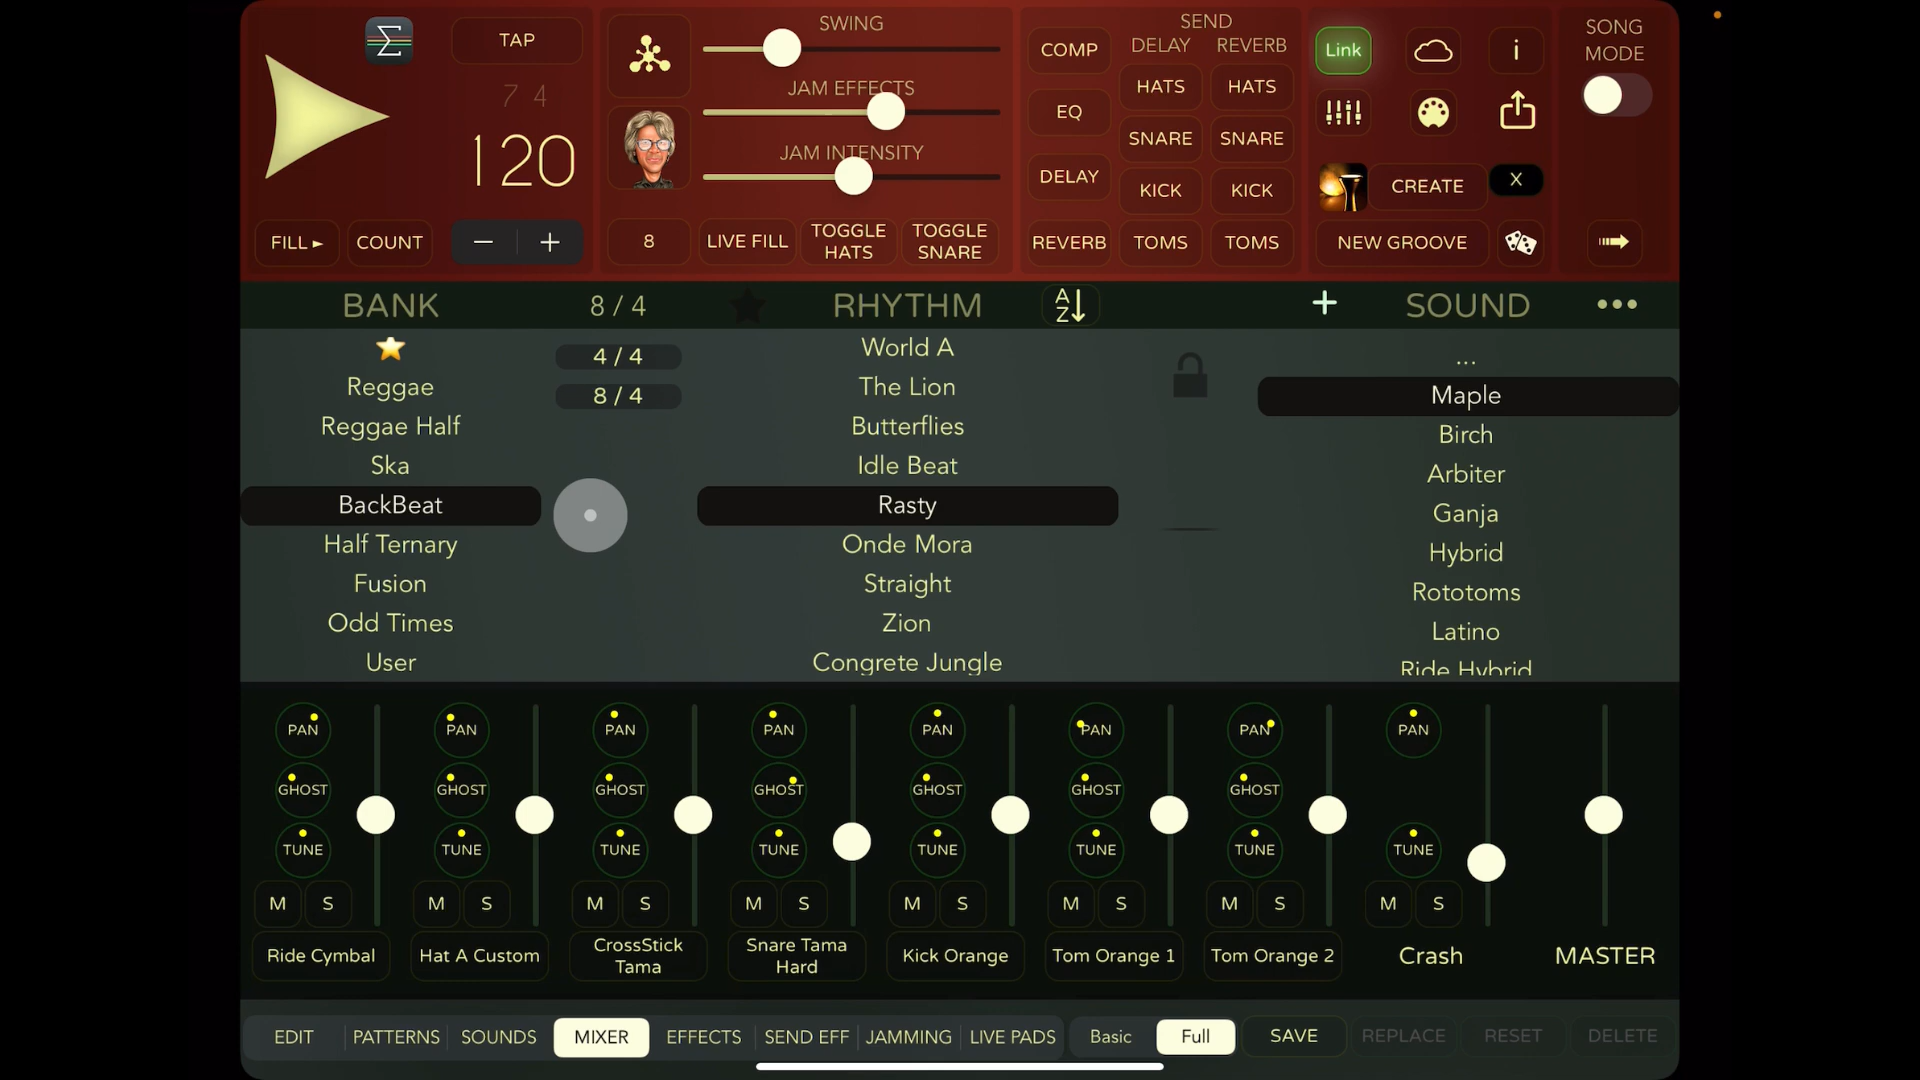 Σ
TAP
7 4
120
FILL►
COUNT
− +
SWING
JAM EFFECTS
JAM INTENSITY
8
LIVE FILL
TOGGLE
HATS
TOGGLE
SNARE
COMP
EQ
DELAY
REVERB
SEND
DELAY REVERB
HATS HATS
SNARE SNARE
KICK KICK
TOMS TOMS
Link
i
CREATE
X
NEW GROOVE
SONG
MODE
BANK
8 / 4
RHYTHM
A
Z
+
SOUND
•••
Reggae
Reggae Half
Ska
BackBeat
Half Ternary
Fusion
Odd Times
User
4 / 4
8 / 4
World A
The Lion
Butterflies
Idle Beat
Rasty
Onde Mora
Straight
Zion
Congrete Jungle
...
Maple
Birch
Arbiter
Ganja
Hybrid
Rototoms
Latino
Ride Hybrid
PAN PAN PAN PAN PAN PAN PAN PAN
GHOST GHOST GHOST GHOST GHOST GHOST GHOST
TUNE TUNE TUNE TUNE TUNE TUNE TUNE TUNE
M S M S M S M S M S M S M S M S
Ride Cymbal
Hat A Custom
CrossStick
Tama
Snare Tama
Hard
Kick Orange
Tom Orange 1
Tom Orange 2
Crash
MASTER
EDIT PATTERNS SOUNDS MIXER EFFECTS SEND EFF JAMMING LIVE PADS Basic Full SAVE REPLACE RESET DELETE